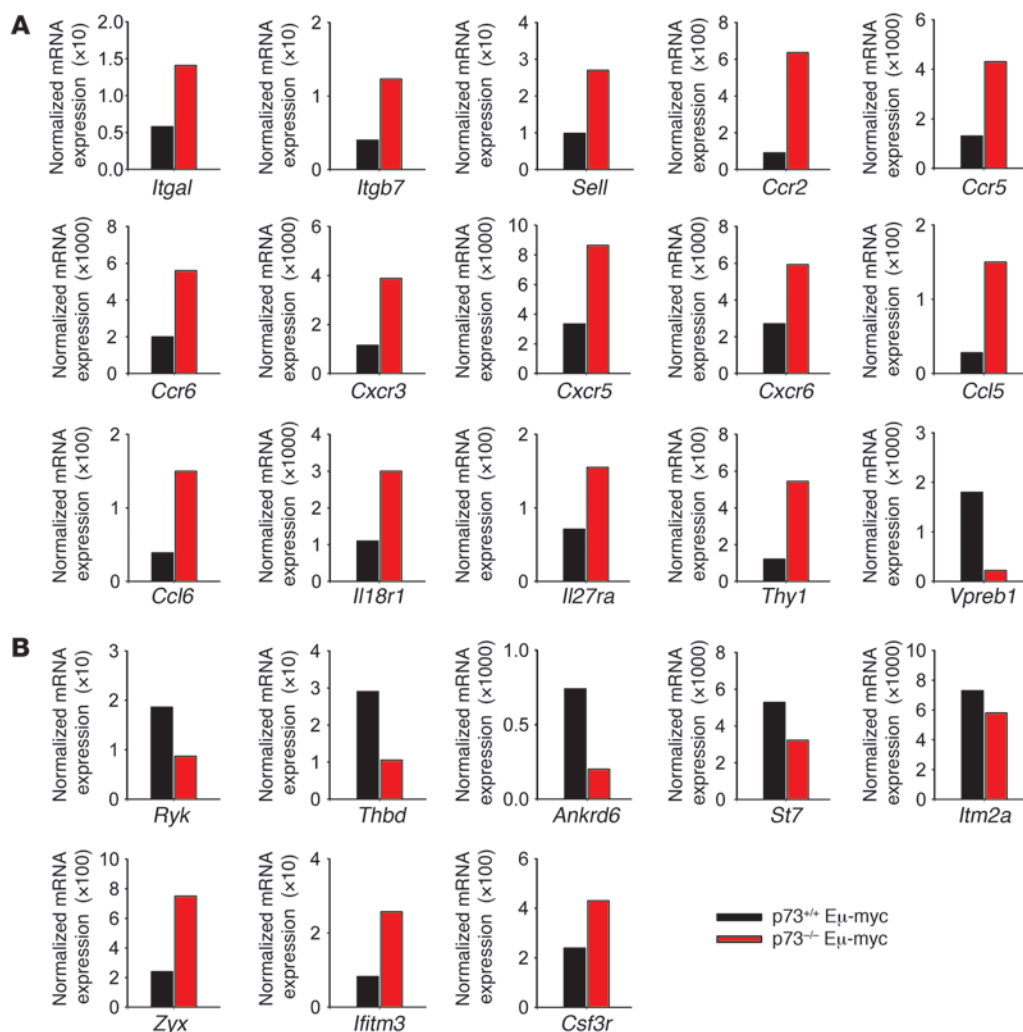 A
Normalized mRNA
expression (×10)
2.0
1.5
1.0
0.5
0.0
Itgal
Normalized mRNA
expression (×10)
2
1
0
Itgb7
Normalized mRNA
expression (×10)
4
3
2
1
0
Sell
Normalized mRNA
expression (×100)
8
6
4
2
0
Ccr2
Normalized mRNA
expression (×1000)
6
4
2
0
Ccr5
Normalized mRNA
expression (×1000)
8
6
4
2
0
Ccr6
Normalized mRNA
expression (×1000)
6
4
2
0
Cxcr3
Normalized mRNA
expression (×1000)
10
8
6
4
2
0
Cxcr5
Normalized mRNA
expression (×1000)
8
6
4
2
0
Cxcr6
Normalized mRNA
expression (×100)
2
1
0
Ccl5
Normalized mRNA
expression (×100)
2
1
0
Ccl6
Normalized mRNA
expression (×1000)
4
3
2
1
0
Il18r1
Normalized mRNA
expression (×100)
2
1
0
Il27ra
Normalized mRNA
expression (×100)
8
6
4
2
0
Thy1
Normalized mRNA
expression (×1000)
3
2
1
0
Vpreb1
B
Normalized mRNA
expression (×10)
3
2
1
0
Ryk
Normalized mRNA
expression (×10)
4
3
2
1
0
Thbd
Normalized mRNA
expression (×1000)
1.0
0.5
0.0
Ankrd6
Normalized mRNA
expression (×1000)
8
6
4
2
0
St7
Normalized mRNA
expression (×1000)
10
8
6
4
2
0
Itm2a
Normalized mRNA
expression (×100)
10
8
6
4
2
0
Zyx
Normalized mRNA
expression (×10)
4
2
0
Ifitm3
Normalized mRNA
expression (×100)
6
4
2
0
Csf3r
p73+/+ Eμ-myc
p73–/– Eμ-myc